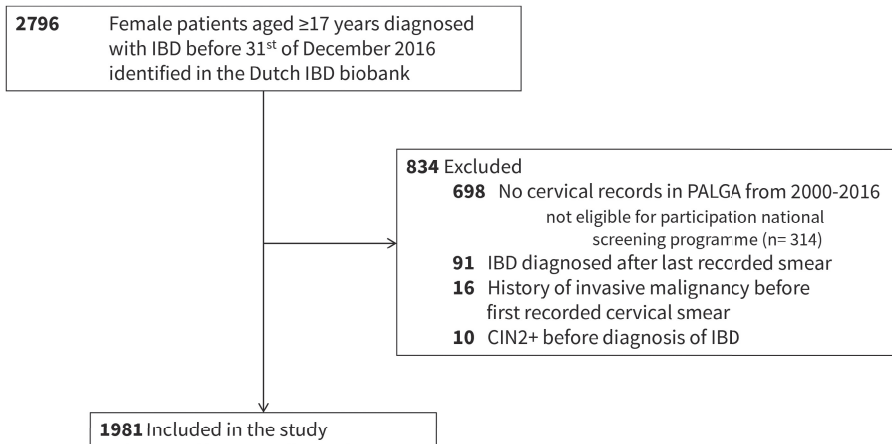 2796 Female patients aged ≥17 years diagnosed
with IBD before 31st of December 2016
identified in the Dutch IBD biobank
834 Excluded
698 No cervical records in PALGA from 2000-2016
not eligible for participation national
screening programme (n= 314)
91 IBD diagnosed after last recorded smear
16 History of invasive malignancy before
first recorded cervical smear
10 CIN2+ before diagnosis of IBD
1981 Included in the study